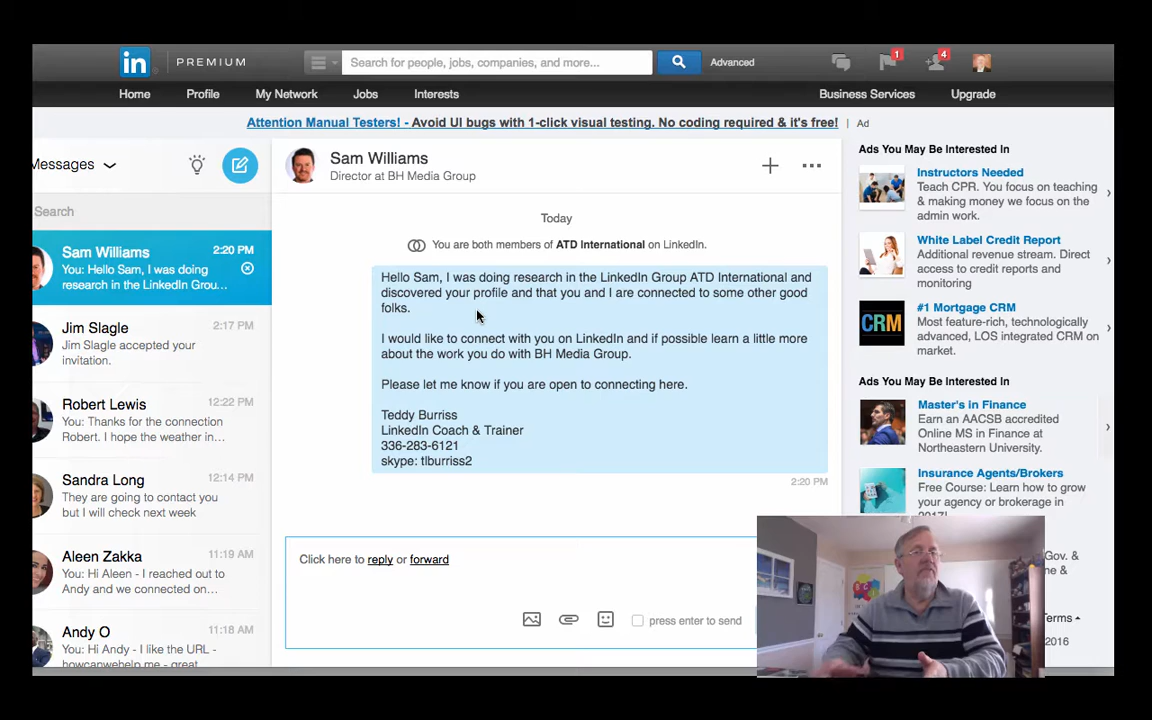 in PREMIUM
Search for people, jobs, companies, and more...
Advanced
1
4
Home Profile My Network Jobs Interests
Business Services Upgrade
Attention Manual Testers! - Avoid UI bugs with 1-click visual testing. No coding required & it's free! | Ad
Messages
Search
Sam Williams 2:20 PM
You: Hello Sam, I was doing
research in the LinkedIn Grou...
Jim Slagle 2:17 PM
Jim Slagle accepted your
invitation.
Robert Lewis 12:22 PM
You: Thanks for the connection
Robert. I hope the weather in...
Sandra Long 12:14 PM
They are going to contact you
but I will check next week
Aleen Zakka 11:19 AM
You: Hi Aleen - I reached out to
Andy and we connected on...
Andy O 11:18 AM
You: Hi Andy - I like the URL -
howcanwehelp.me - great
Sam Williams
Director at BH Media Group
Today
You are both members of ATD International on LinkedIn.
Hello Sam, I was doing research in the LinkedIn Group ATD International and
discovered your profile and that you and I are connected to some other good
folks.
I would like to connect with you on LinkedIn and if possible learn a little more
about the work you do with BH Media Group.
Please let me know if you are open to connecting here.
Teddy Burriss
LinkedIn Coach & Trainer
336-283-6121
skype: tlburriss2
2:20 PM
Click here to reply or forward
press enter to send
Ads You May Be Interested In
Instructors Needed
Teach CPR. You focus on teaching
& making money we focus on the
admin work.
White Label Credit Report
Additional revenue stream. Direct
access to credit reports and
monitoring
CRM
#1 Mortgage CRM
Most feature-rich, technologically
advanced, LOS integrated CRM on
market.
Ads You May Be Interested In
Master's in Finance
Earn an AACSB accredited
Online MS in Finance at
Northeastern University.
Insurance Agents/Brokers
Free Course: Learn how to grow
your agency or brokerage in
2017!
Gov. &
ne &
Terms
2016